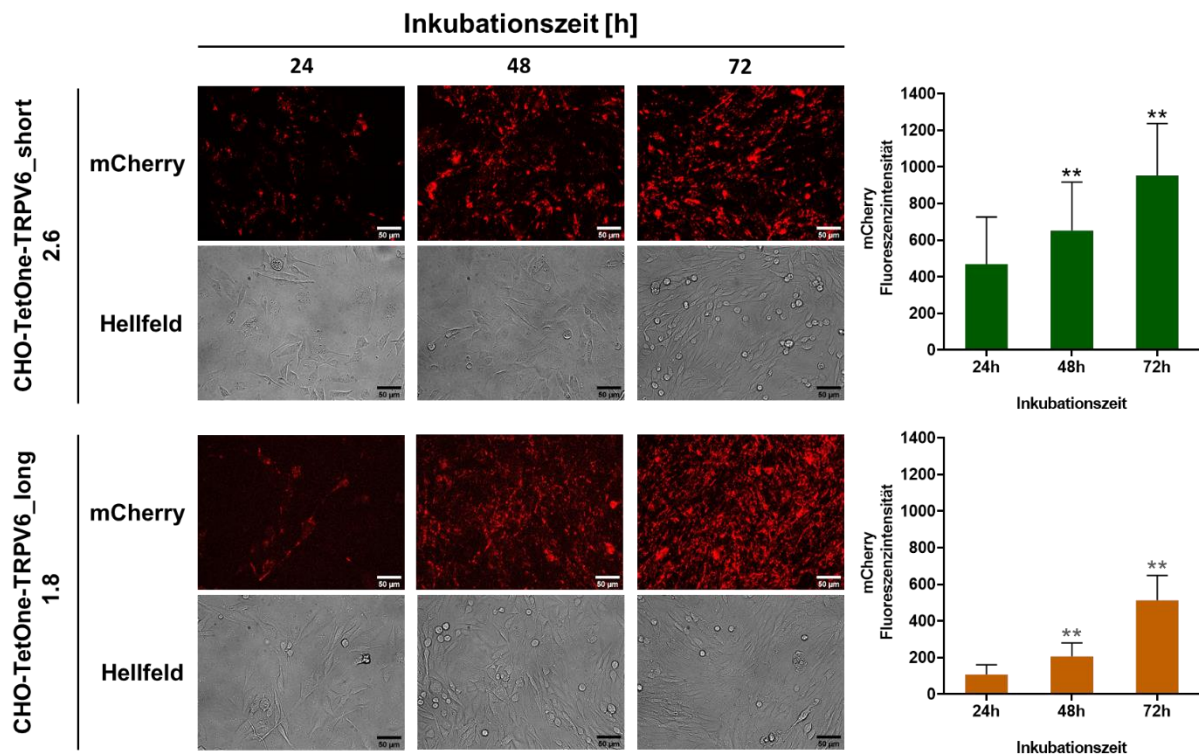 Inkubationszeit [h]
24 48 72
CHO-TetOne-TRPV6_short
2.6
mCherry
50 µm 50 µm 50 µm
Hellfeld
50 µm 50 µm 50 µm
mCherry
Fluoreszenzintensität
1400
1200
1000
800
600
400
200
0
** **
24h 48h 72h
Inkubationszeit
CHO-TetOne-TRPV6_long
1.8
mCherry
50 µm 50 µm 50 µm
Hellfeld
50 µm 50 µm 50 µm
mCherry
Fluoreszenzintensität
1400
1200
1000
800
600
400
200
0
** **
24h 48h 72h
Inkubationszeit